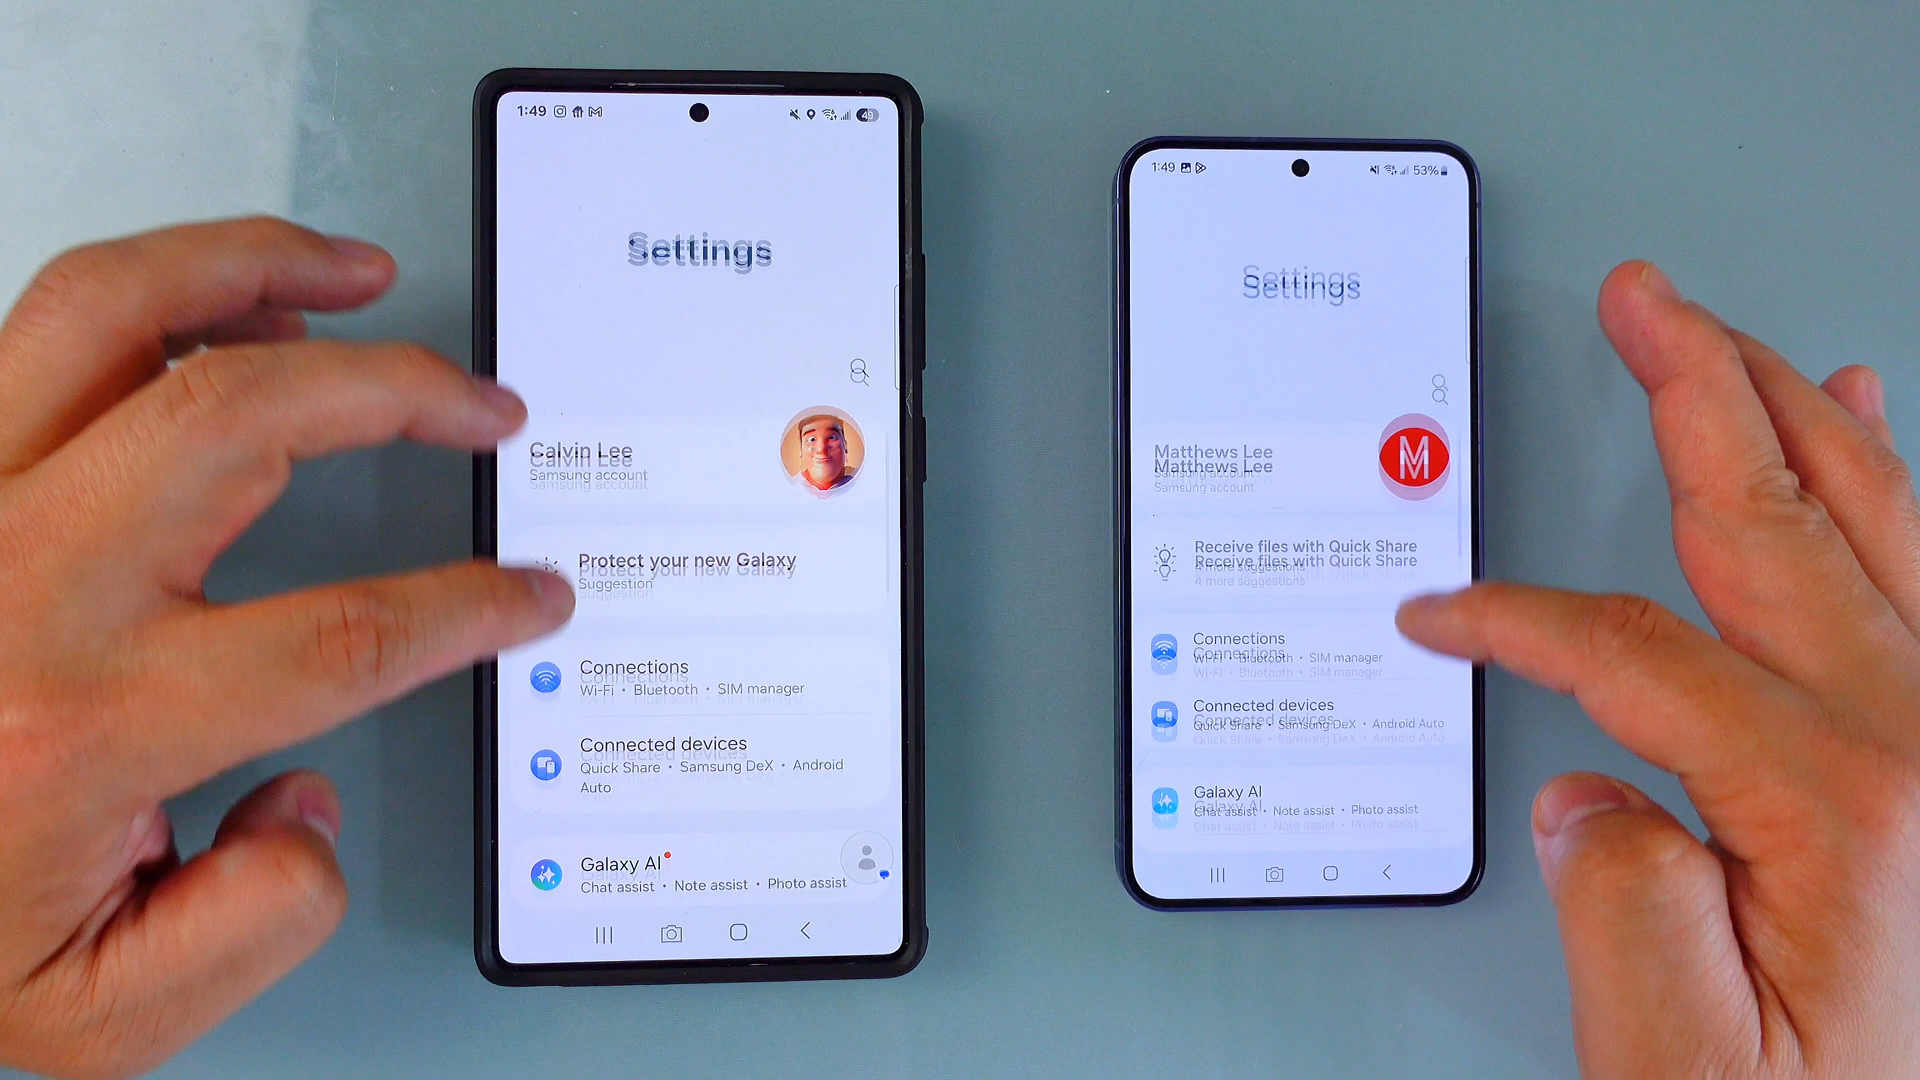 1:49
49
Settings
Calvin Lee
Samsung account
Protect your new Galaxy
Suggestion
Connections
Wi-Fi • Bluetooth • SIM manager
Connected devices
Quick Share • Samsung DeX • Android
Auto
Galaxy AI
Chat assist • Note assist • Photo assist
1:49
53%
Settings
Matthews Lee
Samsung account
M
Receive files with Quick Share
4 more suggestions
Connections
Wi-Fi • Bluetooth • SIM manager
Connected devices
Quick Share • Samsung DeX • Android Auto
Galaxy AI
Chat assist • Note assist • Photo assist